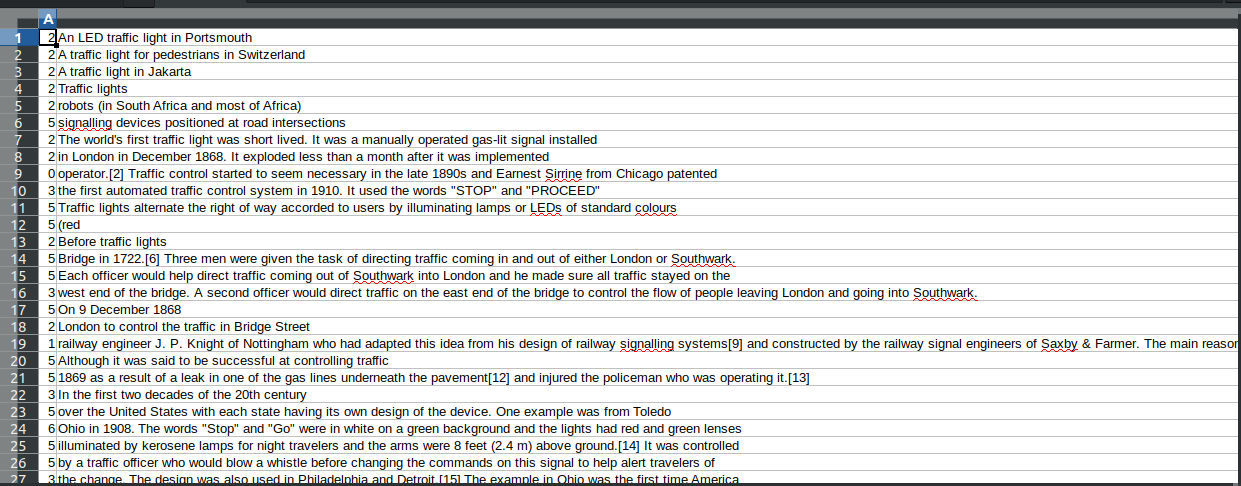 A
1 2 An LED traffic light in Portsmouth
2 2 A traffic light for pedestrians in Switzerland
3 2 A traffic light in Jakarta
4 2 Traffic lights
5 2 robots (in South Africa and most of Africa)
6 5 signalling devices positioned at road intersections
7 2 The world's first traffic light was short lived. It was a manually operated gas-lit signal installed
8 2 in London in December 1868. It exploded less than a month after it was implemented
9 0 operator.[2] Traffic control started to seem necessary in the late 1890s and Earnest Sirrine from Chicago patented
10 3 the first automated traffic control system in 1910. It used the words "STOP" and "PROCEED"
11 5 Traffic lights alternate the right of way accorded to users by illuminating lamps or LEDs of standard colours
12 5 (red
13 2 Before traffic lights
14 5 Bridge in 1722.[6] Three men were given the task of directing traffic coming in and out of either London or Southwark.
15 5 Each officer would help direct traffic coming out of Southwark into London and he made sure all traffic stayed on the
16 3 west end of the bridge. A second officer would direct traffic on the east end of the bridge to control the flow of people leaving London and going into Southwark.
17 5 On 9 December 1868
18 2 London to control the traffic in Bridge Street
19 1 railway engineer J. P. Knight of Nottingham who had adapted this idea from his design of railway signalling systems[9] and constructed by the railway signal engineers of Saxby & Farmer. The main reason
20 5 Although it was said to be successful at controlling traffic
21 5 1869 as a result of a leak in one of the gas lines underneath the pavement[12] and injured the policeman who was operating it.[13]
22 3 In the first two decades of the 20th century
23 5 over the United States with each state having its own design of the device. One example was from Toledo
24 6 Ohio in 1908. The words "Stop" and "Go" were in white on a green background and the lights had red and green lenses
25 5 illuminated by kerosene lamps for night travelers and the arms were 8 feet (2.4 m) above ground.[14] It was controlled
26 5 by a traffic officer who would blow a whistle before changing the commands on this signal to help alert travelers of
27 3 the change. The design was also used in Philadelphia and Detroit.[15] The example in Ohio was the first time America